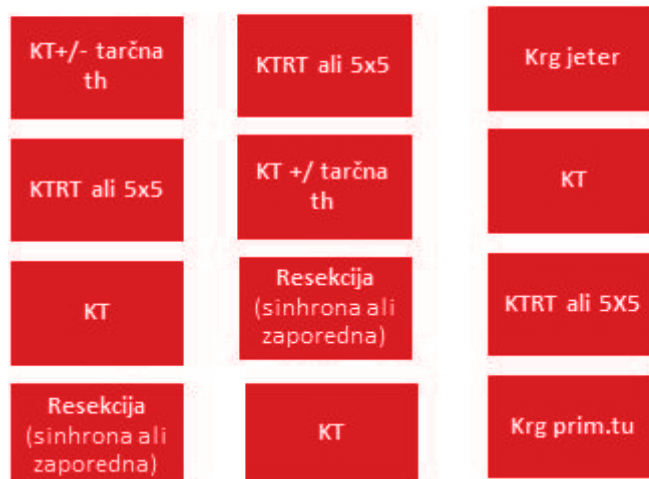 KT+/- tarčna
th
KTRT ali 5x5
KT
Resekcija
(sinhrona ali
zaporedna)
KTRT ali 5x5
KT +/ tarčna
th
Resekcija
(sinhrona ali
zaporedna)
KT
Krg jeter
KT
KTRT ali 5X5
Krg prim.tu